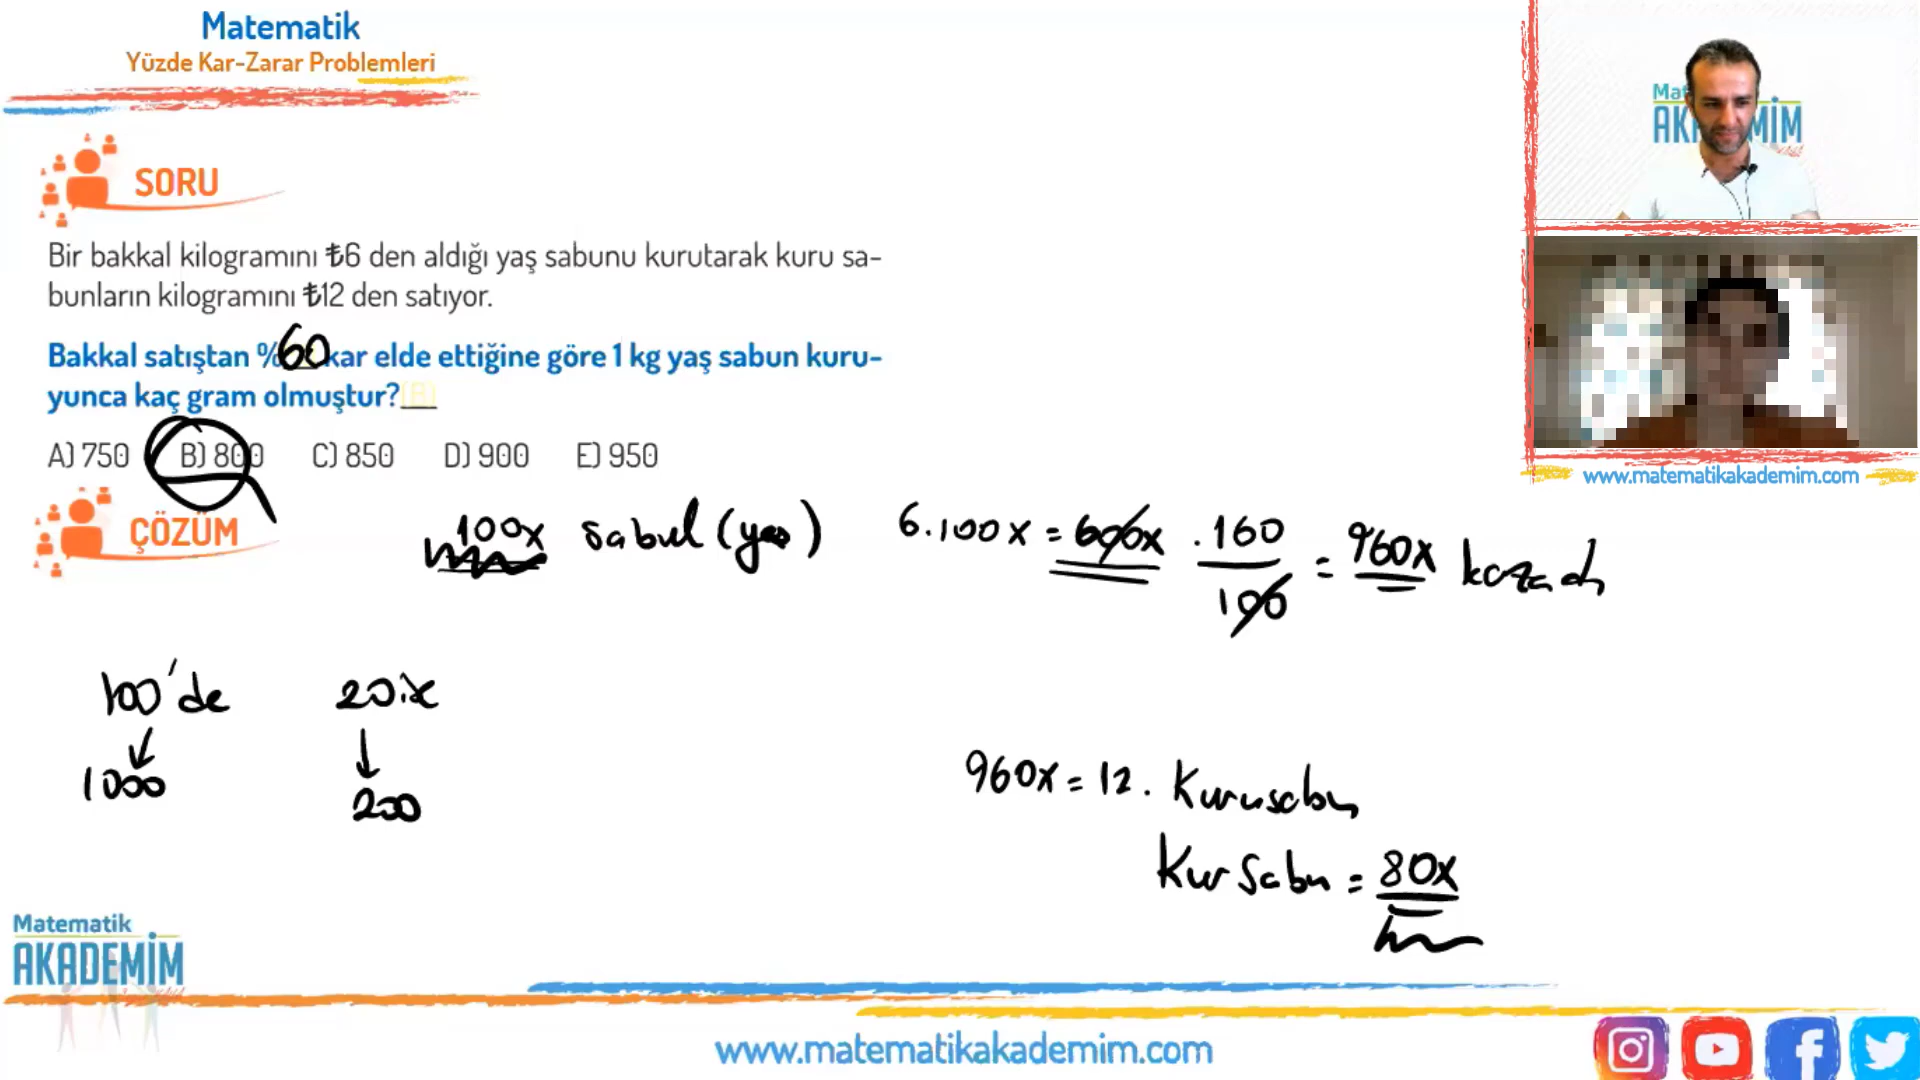 Matematik
Yüzde Kar-Zarar Problemleri
SORU
Bir bakkal kilogramını ₺6 den aldığı yaş sabunu kurutarak kuru sa-
bunların kilogramını ₺12 den satıyor.
Bakkal satıştan %60 kar elde ettiğine göre 1 kg yaş sabun kuru-
yunca kaç gram olmuştur? (B)
A) 750 B) 800 C) 850 D) 900 E) 950
ÇÖZÜM
100x sabun (yaş) 6.100x = 600x . 160/100 = 960x
100'de 20x
1000 200
960x = 12. Kurusabun
Kur Sabu = 80x
Matematik
AKADEMİM
www.matematikakademim.com
Mat
AKADEMİM
www.matematikakademim.com